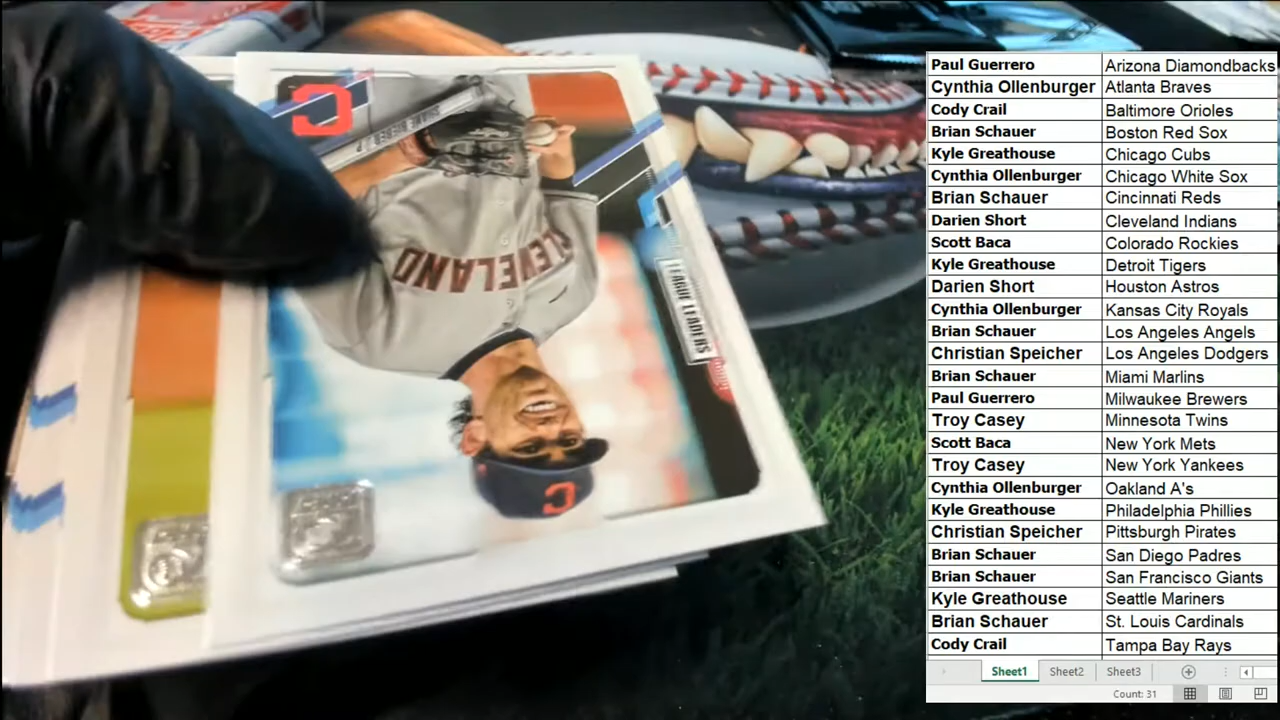 Paul Guerrero Arizona Diamondbacks
Cynthia Ollenburger Atlanta Braves
Cody Crail Baltimore Orioles
Brian Schauer Boston Red Sox
Kyle Greathouse Chicago Cubs
Cynthia Ollenburger Chicago White Sox
Brian Schauer Cincinnati Reds
Darien Short Cleveland Indians
Scott Baca Colorado Rockies
Kyle Greathouse Detroit Tigers
Darien Short Houston Astros
Cynthia Ollenburger Kansas City Royals
Brian Schauer Los Angeles Angels
Christian Speicher Los Angeles Dodgers
Brian Schauer Miami Marlins
Paul Guerrero Milwaukee Brewers
Troy Casey Minnesota Twins
Scott Baca New York Mets
Troy Casey New York Yankees
Cynthia Ollenburger Oakland A's
Kyle Greathouse Philadelphia Phillies
Christian Speicher Pittsburgh Pirates
Brian Schauer San Diego Padres
Brian Schauer San Francisco Giants
Kyle Greathouse Seattle Mariners
Brian Schauer St. Louis Cardinals
Cody Crail Tampa Bay Rays
Sheet1 Sheet2 Sheet3
Count: 31
C
SHANE BIEBER / P
CLEVELAND
C
LEAGUE LEADERS